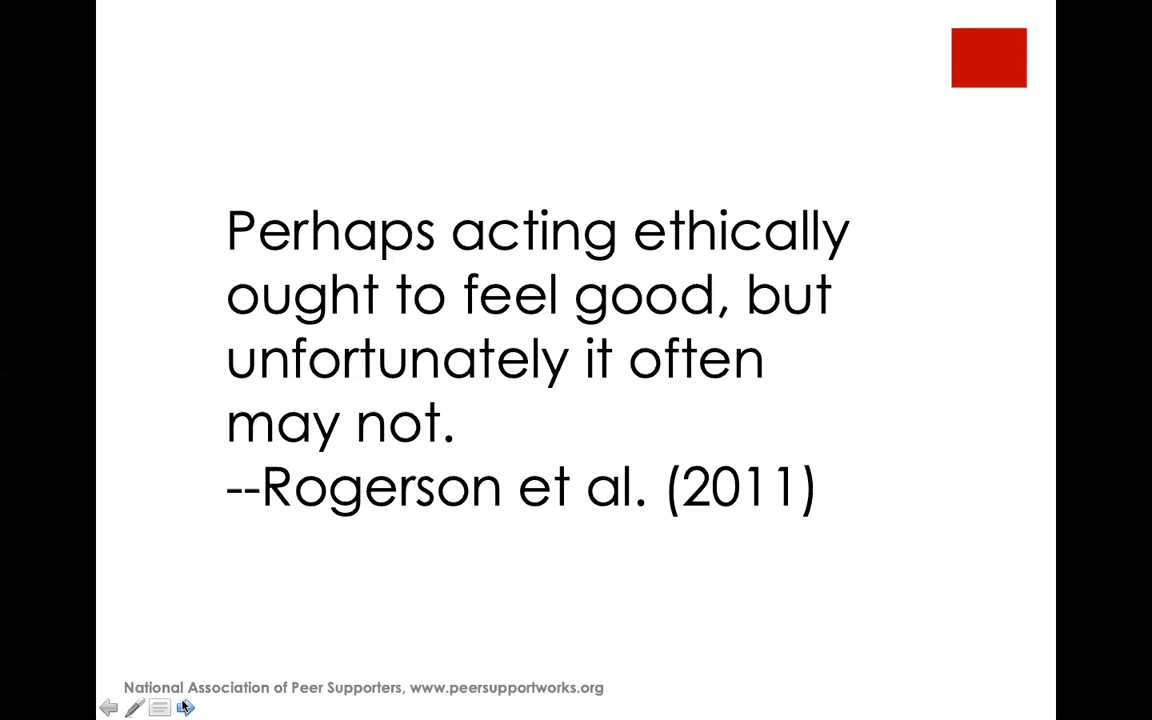 Perhaps acting ethically
ought to feel good, but
unfortunately it often
may not.
--Rogerson et al. (2011)
National Association of Peer Supporters, www.peersupportworks.org